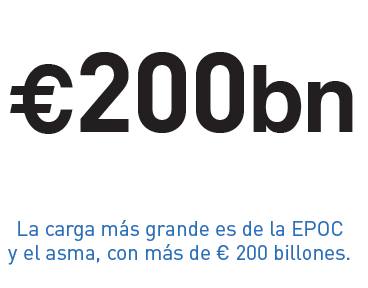 €200bn
La carga más grande es de la EPOC
y el asma, con más de € 200 billones.